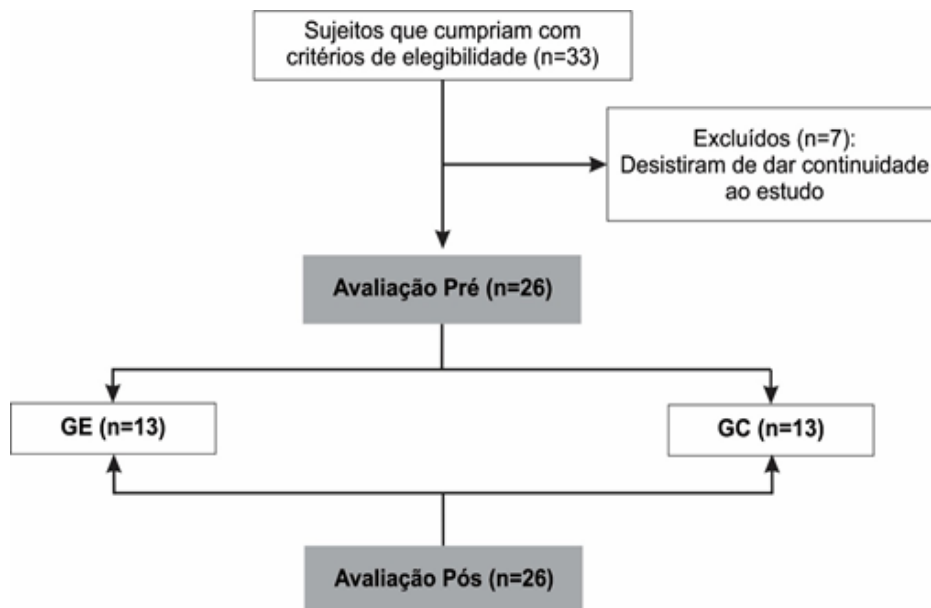 Sujeitos que cumpriam com
critérios de elegibilidade (n=33)
Excluídos (n=7):
Desistiram de dar continuidade
ao estudo
Avaliação Pré (n=26)
GE (n=13)
GC (n=13)
Avaliação Pós (n=26)